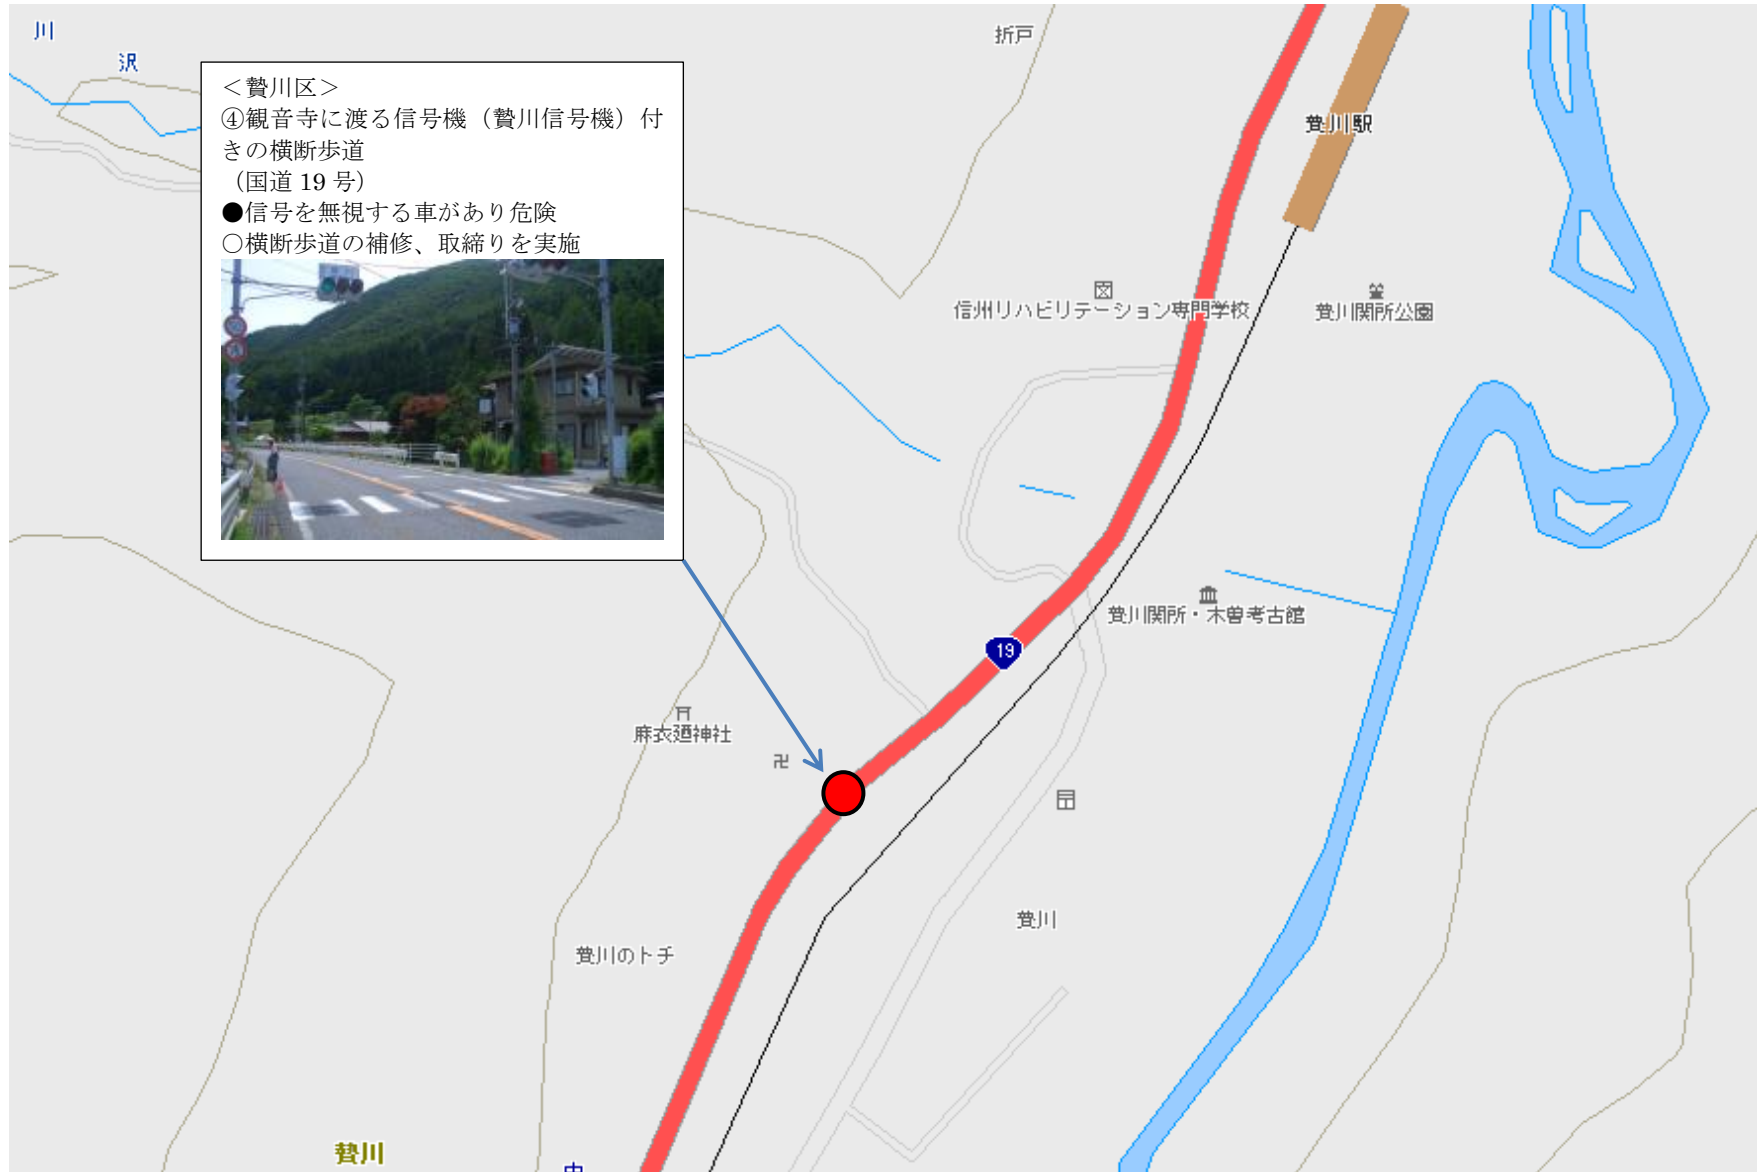 川
沢
折戸
＜贄川区＞
④観音寺に渡る信号機（贄川信号機）付
きの横断歩道
（国道 19 号）
●信号を無視する車があり危険
○横断歩道の補修、取締りを実施
贄川駅
信州リハビリテーション専門学校
贄川関所公園
贄川関所・木曽考古館
19
麻衣廼神社
贄川
贄川のトチ
贄川